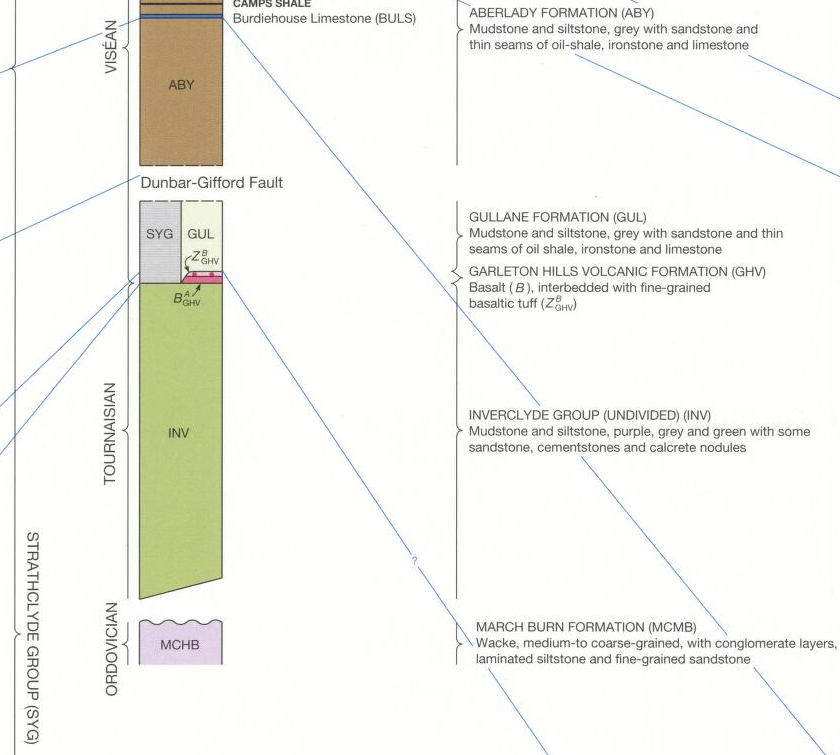 CAMPS SHALE
Burdiehouse Limestone (BULS)
VISÉAN
ABY
Dunbar-Gifford Fault
SYG
GUL
Z^B_GHV
B^A_GHV
TOURNAISIAN
INV
ORDOVICIAN
MCHB
STRATHCLYDE GROUP (SYG)
?
ABERLADY FORMATION (ABY)
Mudstone and siltstone, grey with sandstone and
thin seams of oil-shale, ironstone and limestone
GULLANE FORMATION (GUL)
Mudstone and siltstone, grey with sandstone and thin
seams of oil shale, ironstone and limestone
GARLETON HILLS VOLCANIC FORMATION (GHV)
Basalt (B), interbedded with fine-grained
basaltic tuff (Z^B_GHV)
INVERCLYDE GROUP (UNDIVIDED) (INV)
Mudstone and siltstone, purple, grey and green with some
sandstone, cementstones and calcrete nodules
MARCH BURN FORMATION (MCMB)
Wacke, medium-to coarse-grained, with conglomerate layers,
laminated siltstone and fine-grained sandstone